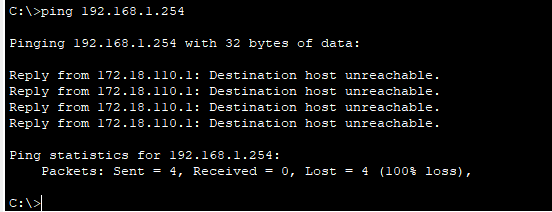 C:\>ping 192.168.1.254
Pinging 192.168.1.254 with 32 bytes of data:
Reply from 172.18.110.1: Destination host unreachable.
Reply from 172.18.110.1: Destination host unreachable.
Reply from 172.18.110.1: Destination host unreachable.
Reply from 172.18.110.1: Destination host unreachable.
Ping statistics for 192.168.1.254:
    Packets: Sent = 4, Received = 0, Lost = 4 (100% loss),
C:\>